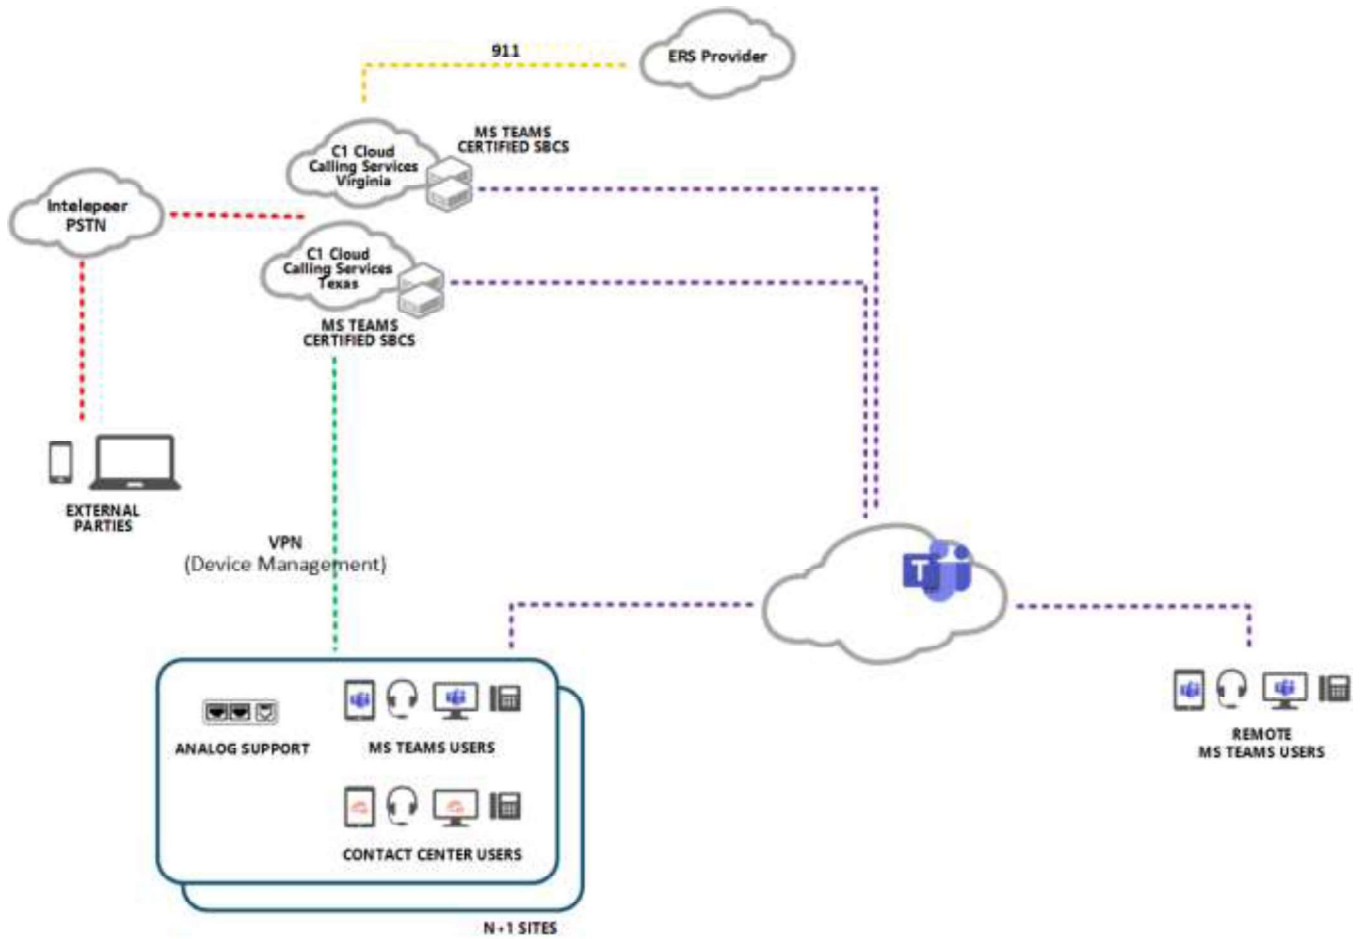 911
ERS Provider
MS TEAMS
CERTIFIED SBCS
C1 Cloud
Calling Services
Virginia
Intelepeer
PSTN
C1 Cloud
Calling Services
Texas
MS TEAMS
CERTIFIED SBCS
EXTERNAL
PARTIES
VPN
(Device Management)
T
ANALOG SUPPORT
MS TEAMS USERS
CONTACT CENTER USERS
N+1 SITES
REMOTE
MS TEAMS USERS